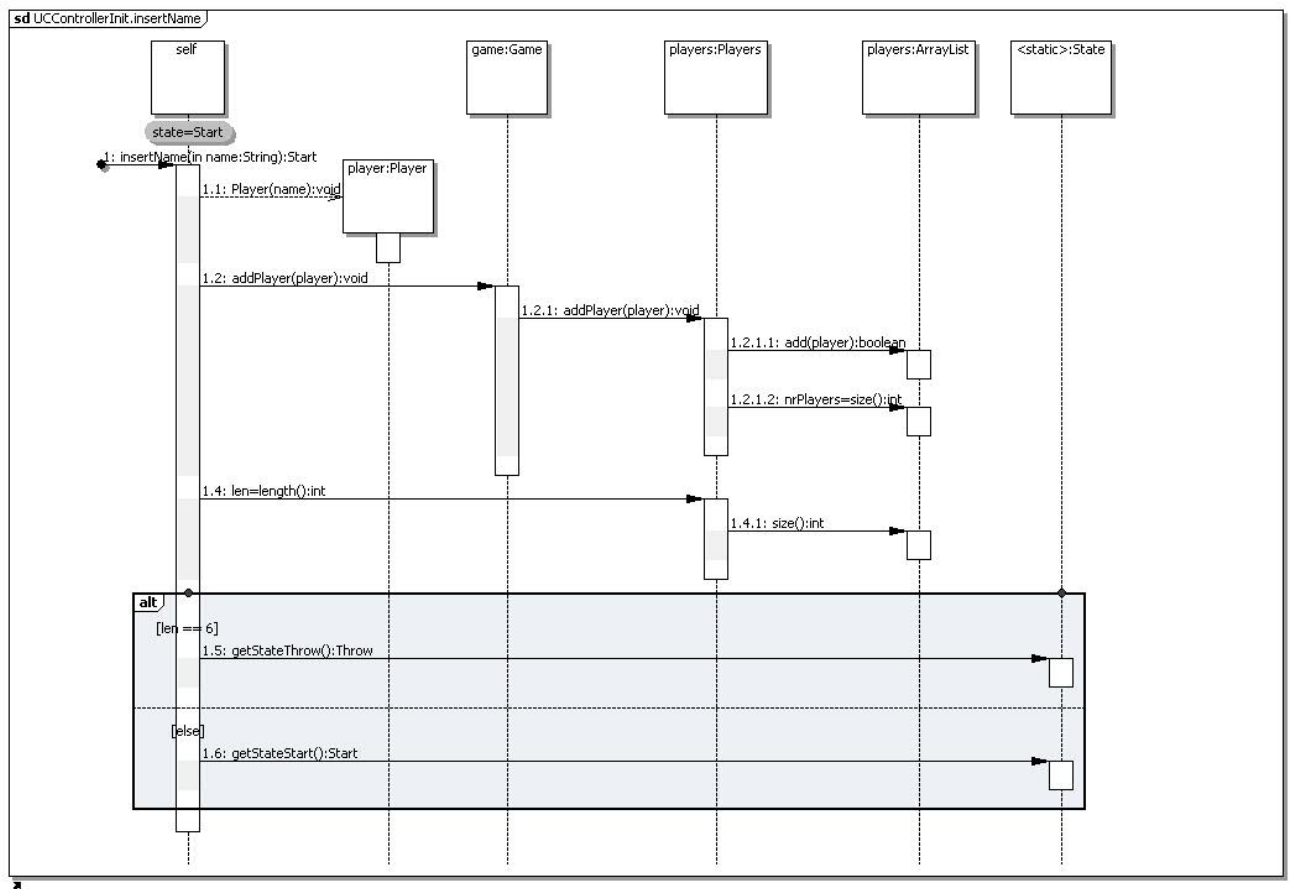 sd UCControllerInit.insertName
self
game:Game
players:Players
players:ArrayList
<static>:State
state=Start
1: insertName(in name:String):Start
player:Player
1.1: Player(name):void
1.2: addPlayer(player):void
1.2.1: addPlayer(player):void
1.2.1.1: add(player):boolean
1.2.1.2: nrPlayers=size():int
1.4: len=length():int
1.4.1: size():int
alt
[len == 6]
1.5: getStateThrow():Throw
[else]
1.6: getStateStart():Start